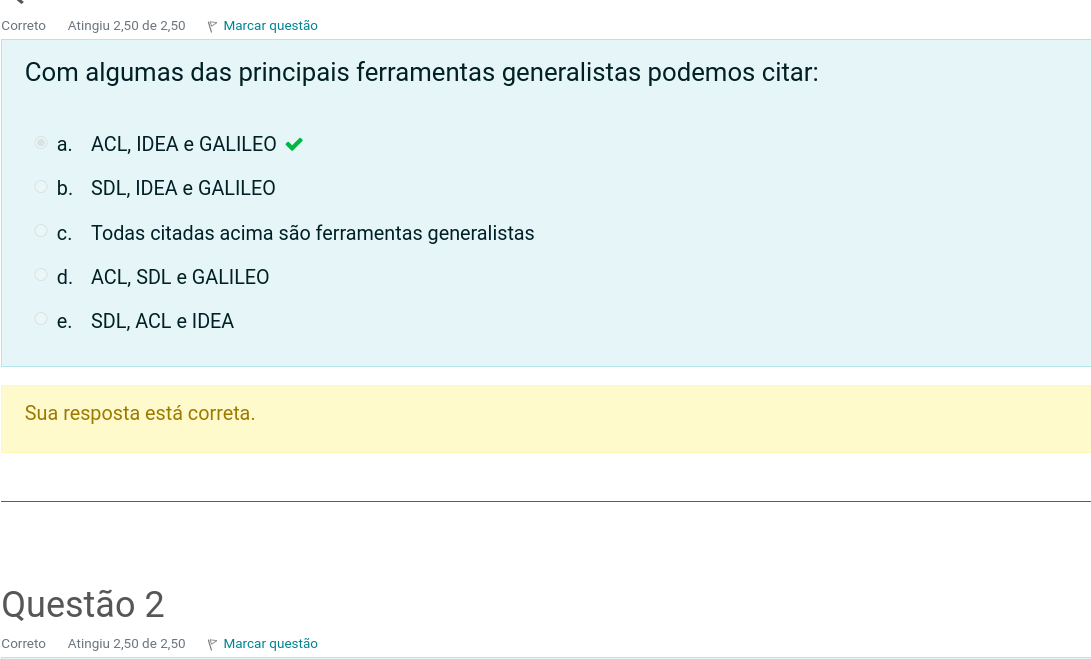 Correto Atingiu 2,50 de 2,50 Marcar questão
Com algumas das principais ferramentas generalistas podemos citar:
a. ACL, IDEA e GALILEO
b. SDL, IDEA e GALILEO
c. Todas citadas acima são ferramentas generalistas
d. ACL, SDL e GALILEO
e. SDL, ACL e IDEA
Sua resposta está correta.
Questão 2
Correto Atingiu 2,50 de 2,50 Marcar questão